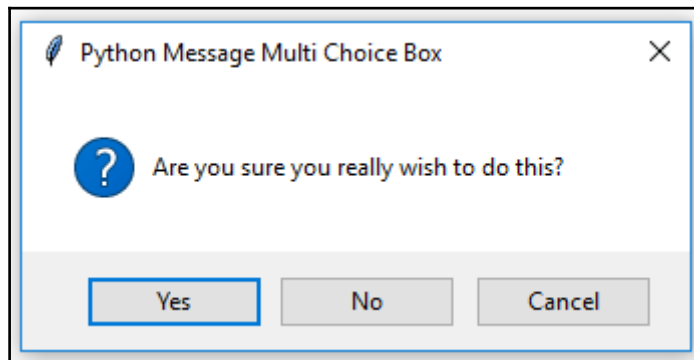 Python Message Multi Choice Box
?
Are you sure you really wish to do this?
Yes No Cancel